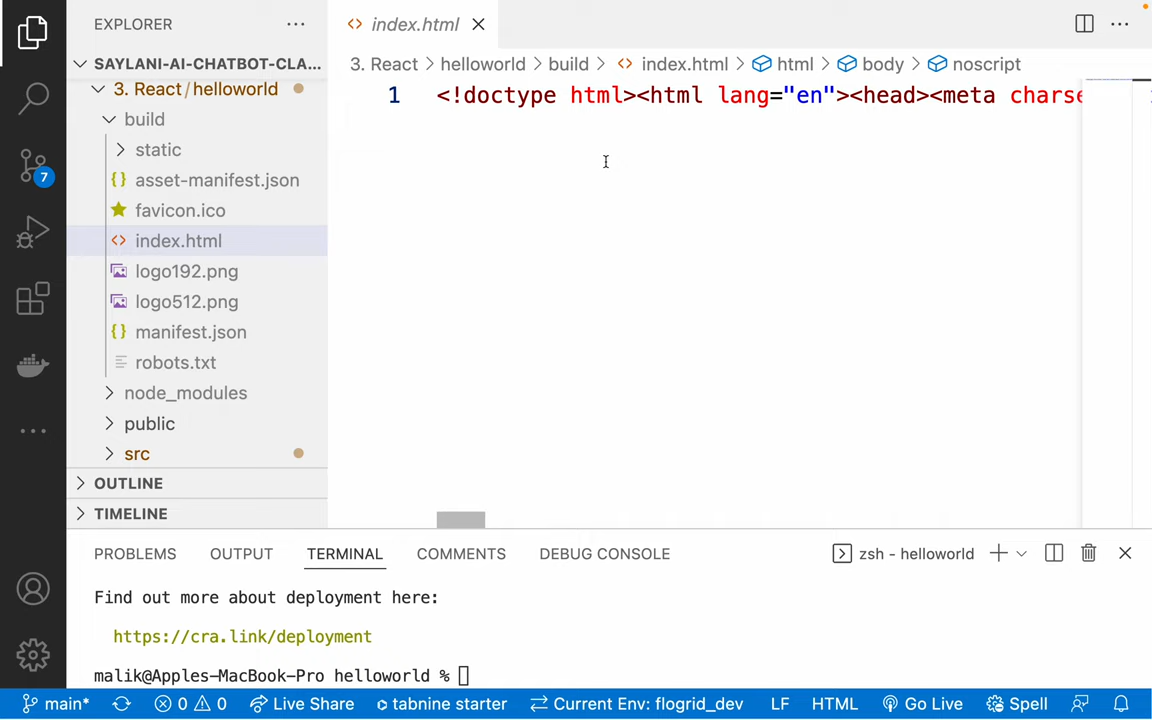 EXPLORER
index.html
SAYLANI-AI-CHATBOT-CLA...
3. React > helloworld > build > index.html > html > body > noscript
3. React / helloworld
1 <!doctype html><html lang="en"><head><meta charse
build
static
asset-manifest.json
favicon.ico
7
index.html
logo192.png
logo512.png
manifest.json
robots.txt
node_modules
public
src
OUTLINE
TIMELINE
PROBLEMS OUTPUT TERMINAL COMMENTS DEBUG CONSOLE zsh - helloworld
Find out more about deployment here:
https://cra.link/deployment
malik@Apples-MacBook-Pro helloworld %
main* 0 0 Live Share tabnine starter Current Env: flogrid_dev LF HTML Go Live Spell